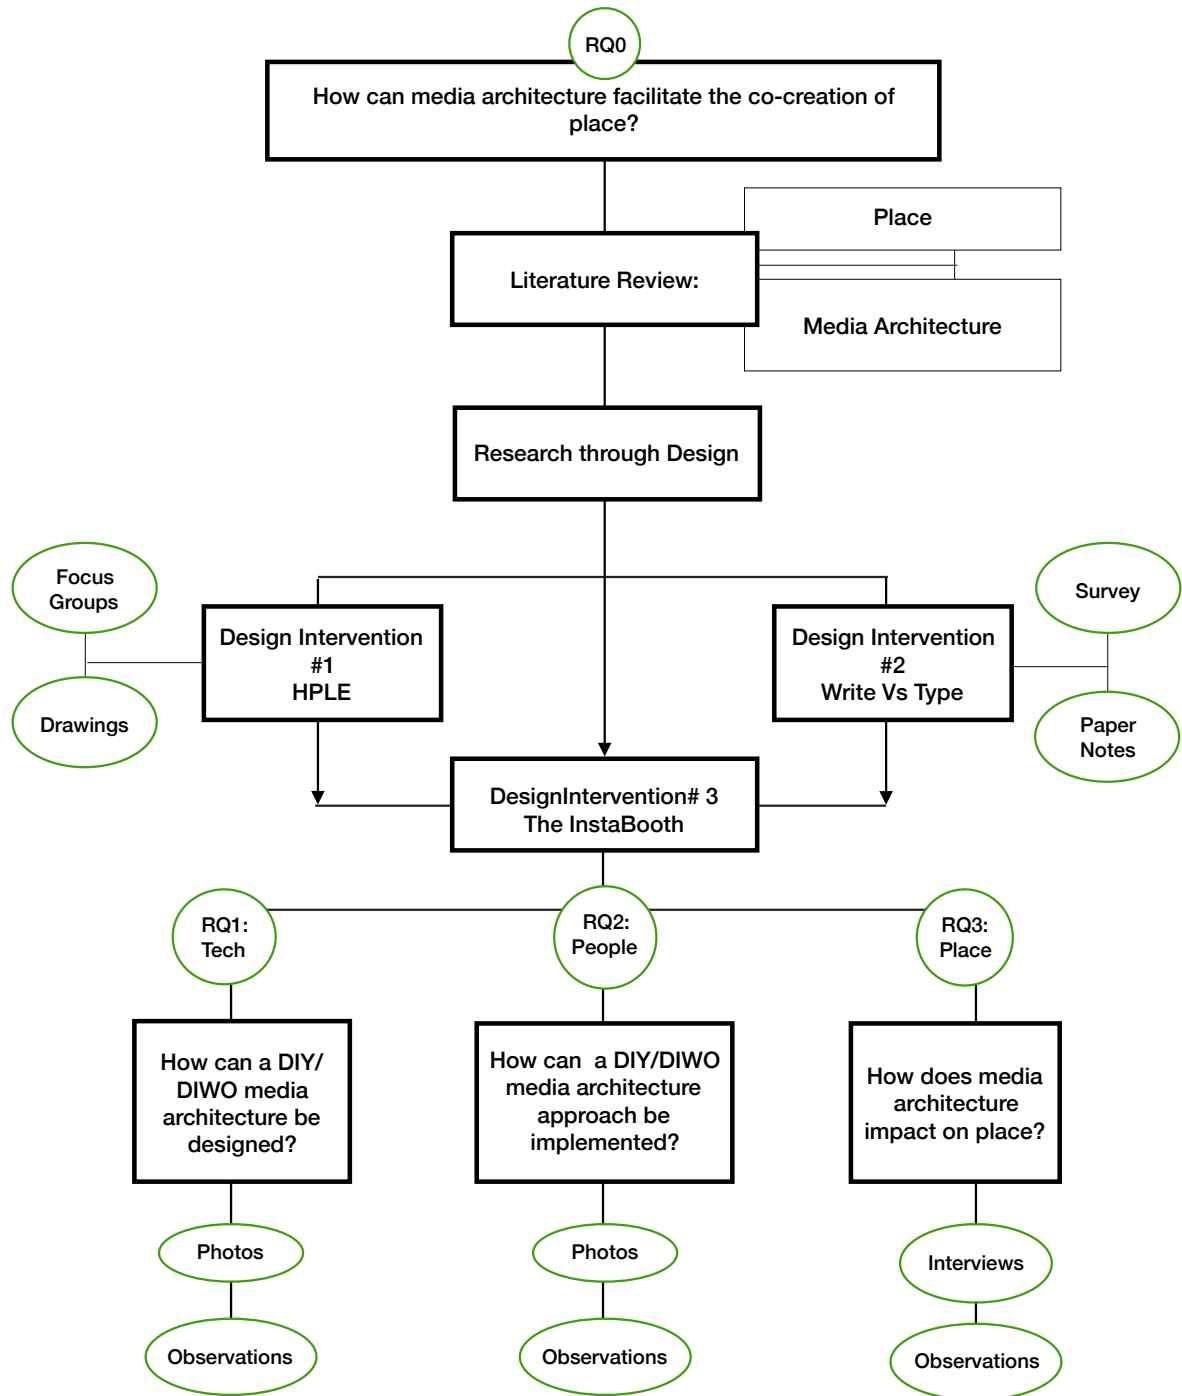 RQ0
How can media architecture facilitate the co-creation of
place?
Place
Literature Review:
Media Architecture
Research through Design
Focus
Groups
Drawings
Design Intervention
#1
HPLE
Design Intervention
#2
Write Vs Type
Survey
Paper
Notes
DesignIntervention# 3
The InstaBooth
RQ1:
Tech
RQ2:
People
RQ3:
Place
How can a DIY/
DIWO media
architecture be
designed?
How can  a DIY/DIWO
media architecture
approach be
implemented?
How does media
architecture
impact on place?
Photos
Observations
Photos
Observations
Interviews
Observations